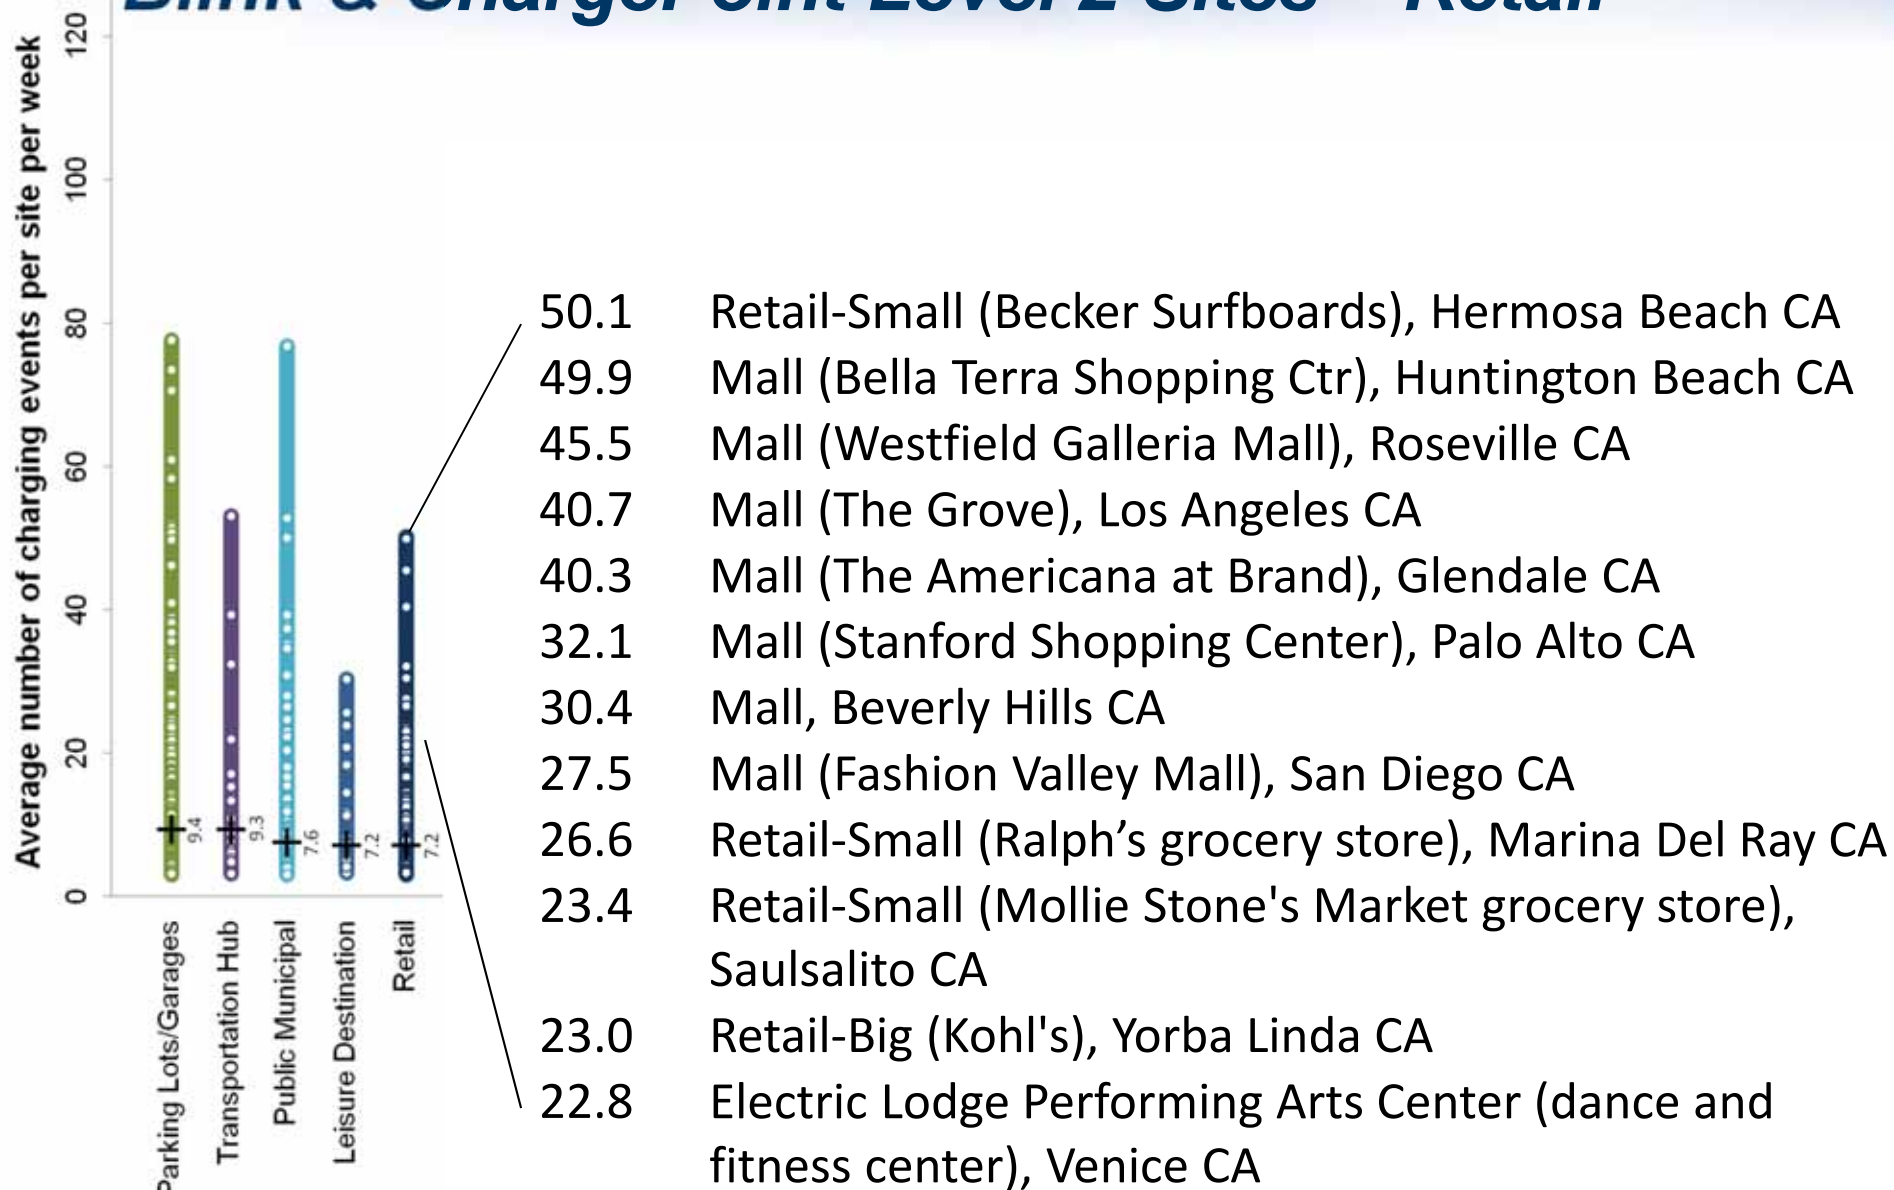 Blink & ChargePoint Level 2 Sites – Retail
Average number of charging events per site per week
120
100
80
60
40
20
0
9.4
9.3
7.6
7.2
7.2
Parking Lots/Garages
Transportation Hub
Public Municipal
Leisure Destination
Retail
50.1 Retail-Small (Becker Surfboards), Hermosa Beach CA
49.9 Mall (Bella Terra Shopping Ctr), Huntington Beach CA
45.5 Mall (Westfield Galleria Mall), Roseville CA
40.7 Mall (The Grove), Los Angeles CA
40.3 Mall (The Americana at Brand), Glendale CA
32.1 Mall (Stanford Shopping Center), Palo Alto CA
30.4 Mall, Beverly Hills CA
27.5 Mall (Fashion Valley Mall), San Diego CA
26.6 Retail-Small (Ralph’s grocery store), Marina Del Ray CA
23.4 Retail-Small (Mollie Stone's Market grocery store),
Saulsalito CA
23.0 Retail-Big (Kohl's), Yorba Linda CA
22.8 Electric Lodge Performing Arts Center (dance and
fitness center), Venice CA